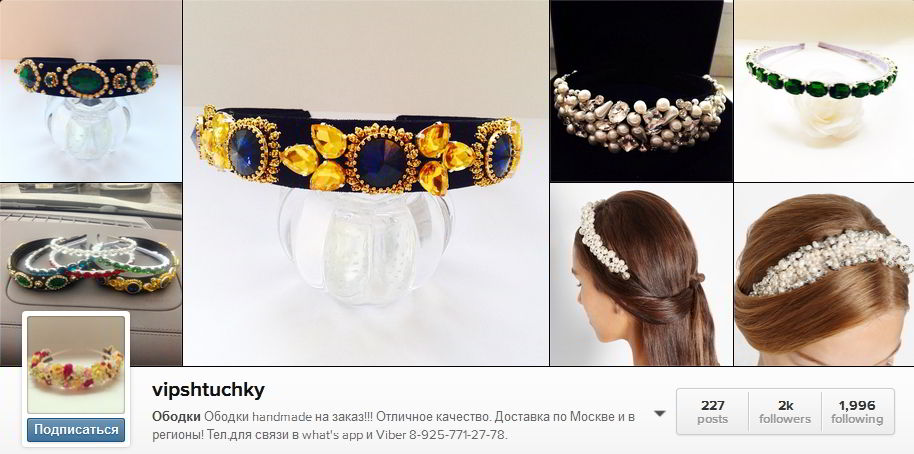 vipshtuchky
Ободки Ободки handmade на заказ!!! Отличное качество. Доставка по Москве и в
регионы! Тел.для связи в what's app и Viber 8-925-771-27-78.
Подписаться
227
posts
2k
followers
1,996
following